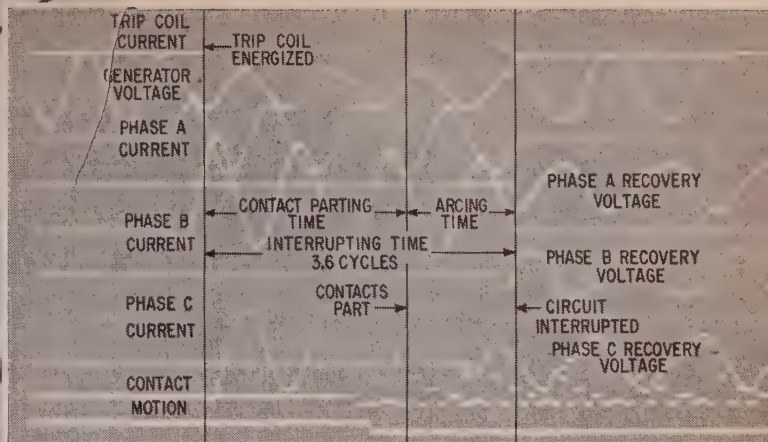 TRIP COIL
CURRENT
TRIP COIL
ENERGIZED
GENERATOR
VOLTAGE
PHASE A
CURRENT
PHASE A RECOVERY
VOLTAGE
CONTACT PARTING
TIME
ARCING
TIME
PHASE B
CURRENT
INTERRUPTING TIME
3.6 CYCLES
PHASE B RECOVERY
VOLTAGE
PHASE C
CURRENT
CONTACTS
PART
CIRCUIT
INTERRUPTED
PHASE C RECOVERY
VOLTAGE
CONTACT
MOTION